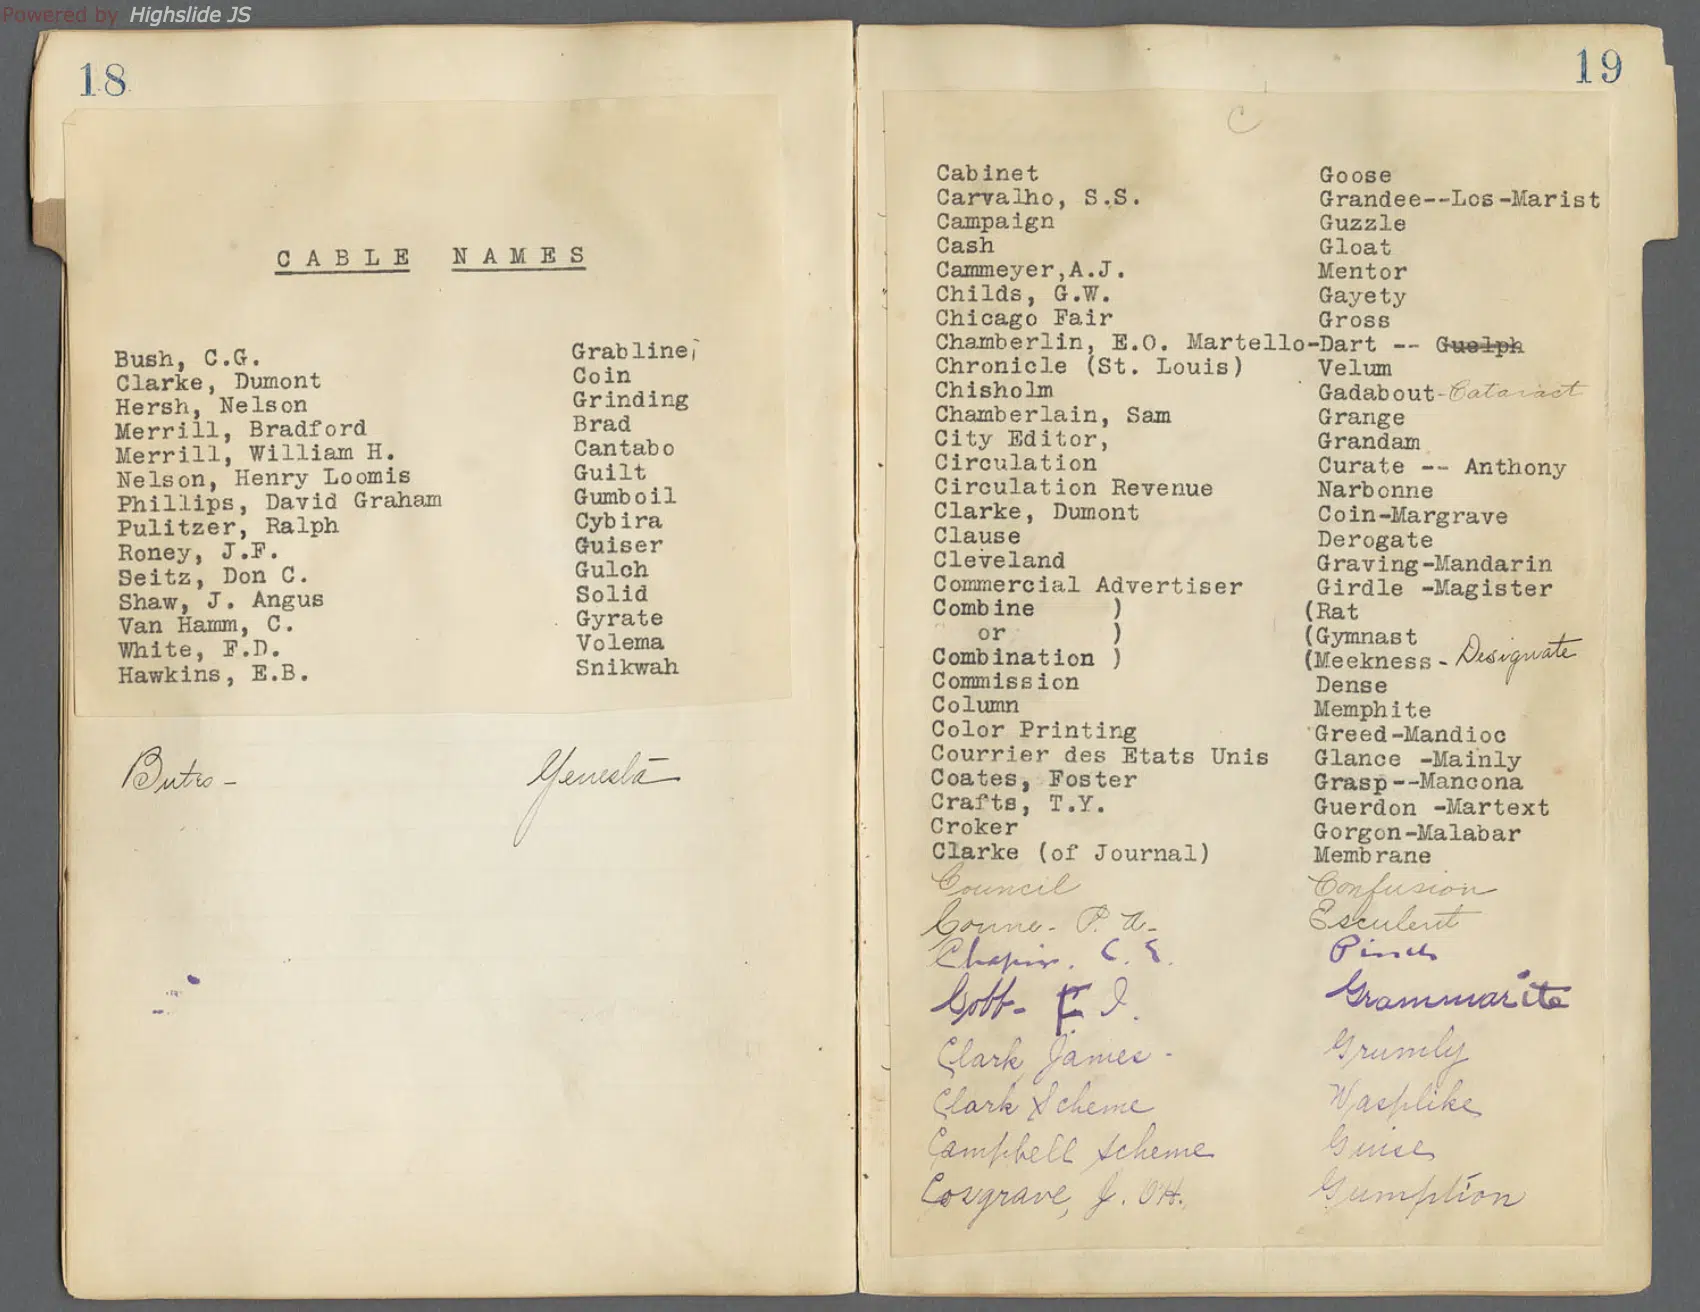 Powered by Highslide JS
18
CABLE NAMES
Bush, C.G. Grabline,
Clarke, Dumont Coin
Hersh, Nelson Grinding
Merrill, Bradford Brad
Merrill, William H. Cantabo
Nelson, Henry Loomis Guilt
Phillips, David Graham Gumboil
Pulitzer, Ralph Cybira
Roney, J.F. Guiser
Seitz, Don C. Gulch
Shaw, J. Angus Solid
Van Hamm, C. Gyrate
White, F.D. Volema
Hawkins, E.B. Snikwah
19
C
Cabinet Goose
Carvalho, S.S. Grandee--Los-Marist
Campaign Guzzle
Cash Gloat
Cammeyer,A.J. Mentor
Childs, G.W. Gayety
Chicago Fair Gross
Chamberlin, E.O. Martello-Dart -- Guelph
Chronicle (St. Louis) Velum
Chisholm Gadabout-Cataract
Chamberlain, Sam Grange
City Editor, Grandam
Circulation Curate -- Anthony
Circulation Revenue Narbonne
Clarke, Dumont Coin-Margrave
Clause Derogate
Cleveland Graving-Mandarin
Commercial Advertiser Girdle -Magister
Combine ) (Rat
or ) (Gymnast
Combination ) (Meekness- Designate
Commission Dense
Column Memphite
Color Printing Greed-Mandioc
Courrier des Etats Unis Glance -Mainly
Coates, Foster Grasp--Mancona
Crafts, T.Y. Guerdon -Martext
Croker Gorgon-Malabar
Clarke (of Journal) Membrane
Council Confusion
P. A- Esculent
Chapin. C. E. Pinch
Cobb- F. I. Grammarite
Clark James - Grumly
Clark Scheme Wasplike
Campbell Scheme Guise
Cosgrave, J. O'H. Gumption